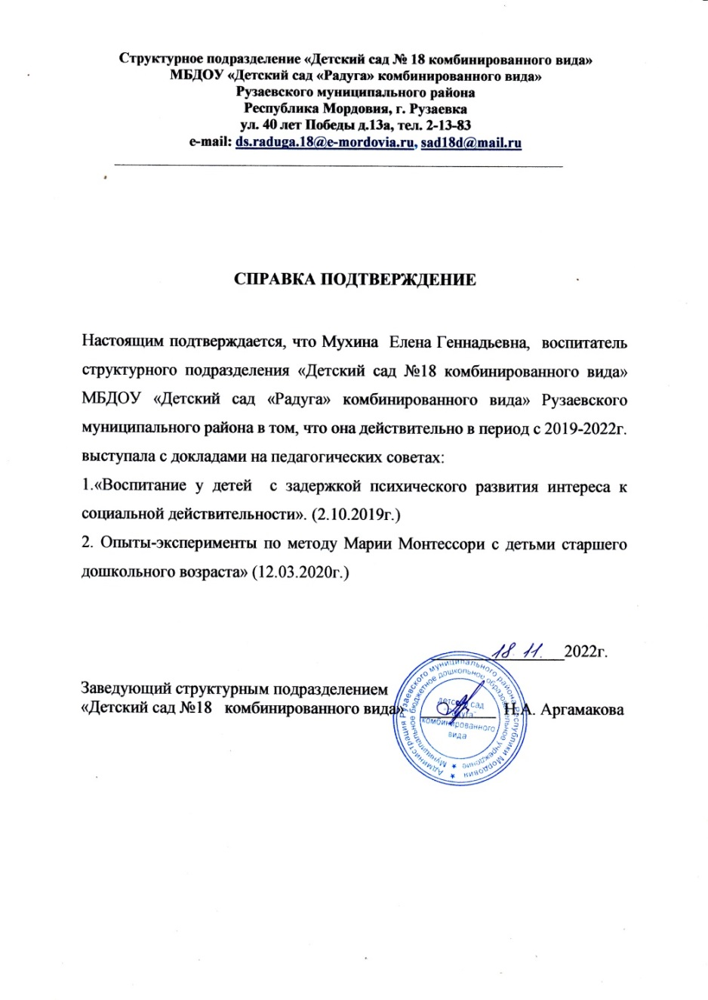 Структурное подразделение «Детский сад № 18 комбинированного вида»
МБДОУ «Детский сад «Радуга» комбинированного вида»
Рузаевского муниципального района
Республика Мордовия, г. Рузаевка
ул. 40 лет Победы д.13а, тел. 2-13-83
e-mail: ds.raduga.18@e-mordovia.ru, sad18d@mail.ru
СПРАВКА ПОДТВЕРЖДЕНИЕ
Настоящим подтверждается, что Мухина Елена Геннадьевна, воспитатель
структурного подразделения «Детский сад №18 комбинированного вида»
МБДОУ «Детский сад «Радуга» комбинированного вида» Рузаевского
муниципального района в том, что она действительно в период с 2019-2022г.
выступала с докладами на педагогических советах:
1.«Воспитание у детей с задержкой психического развития интереса к
социальной действительности». (2.10.2019г.)
2. Опыты-эксперименты по методу Марии Монтессори с детьми старшего
дошкольного возраста» (12.03.2020г.)
18. 11. 2022г.
Заведующий структурным подразделением
«Детский сад №18 комбинированного вида» Н.А. Аргамакова
Администрация Рузаевского муниципального района Республики Мордовия
Муниципальное бюджетное дошкольное образовательное учреждение
детский сад
"Радуга"
комбинированного
вида